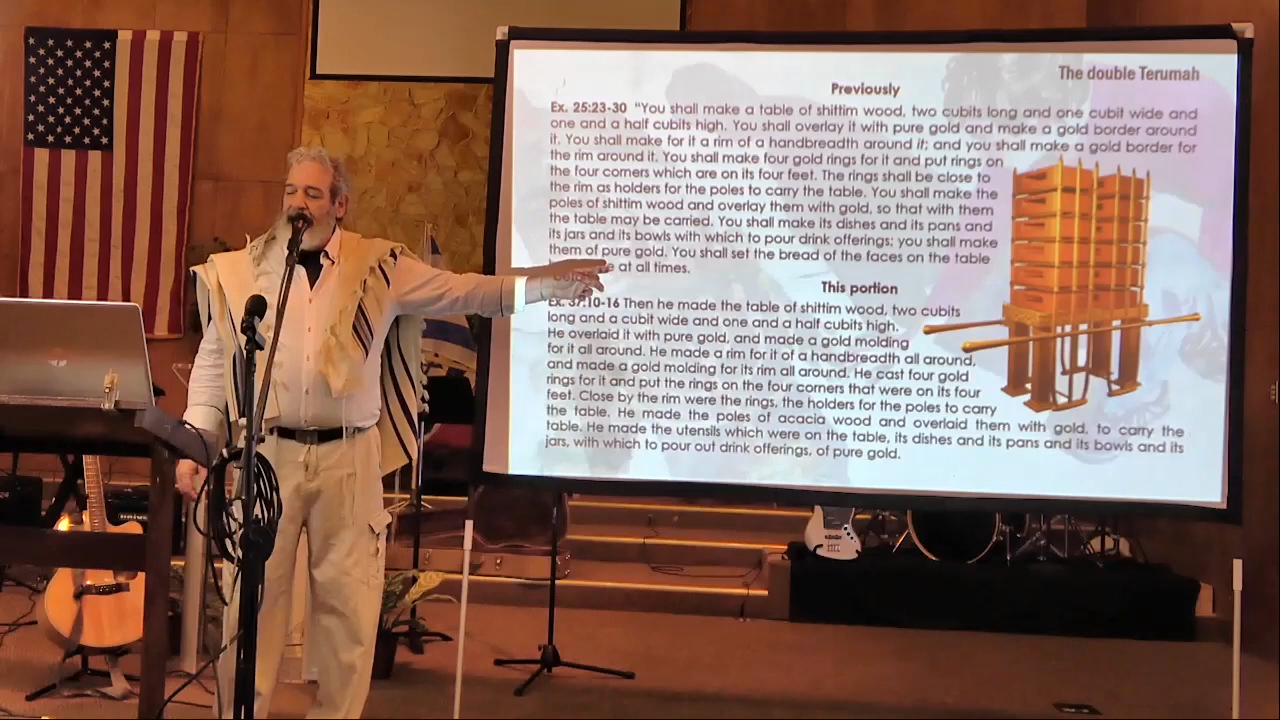 The double Terumah
Previously
Ex. 25:23-30 "You shall make a table of shittim wood, two cubits long and one cubit wide and
one and a half cubits high. You shall overlay it with pure gold and make a gold border around
it. You shall make for it a rim of a handbreadth around it; and you shall make a gold border for
the rim around it. You shall make four gold rings for it and put rings on
the four corners which are on its four feet. The rings shall be close to
the rim as holders for the poles to carry the table. You shall make the
poles of shittim wood and overlay them with gold, so that with them
the table may be carried. You shall make its dishes and its pans and
its jars and its bowls with which to pour drink offerings; you shall make
them of pure gold. You shall set the bread of the faces on the table
at all times.
This portion
Ex. 37:10-16 Then he made the table of shittim wood, two cubits
long and a cubit wide and one and a half cubits high.
He overlaid it with pure gold, and made a gold molding
for it all around. He made a rim for it of a handbreadth all around,
and made a gold molding for its rim all around. He cast four gold
rings for it and put the rings on the four corners that were on its four
feet. Close by the rim were the rings, the holders for the poles to carry
the table. He made the poles of acacia wood and overlaid them with gold, to carry the
table. He made the utensils which were on the table, its dishes and its pans and its bowls and its
jars, with which to pour out drink offerings, of pure gold.